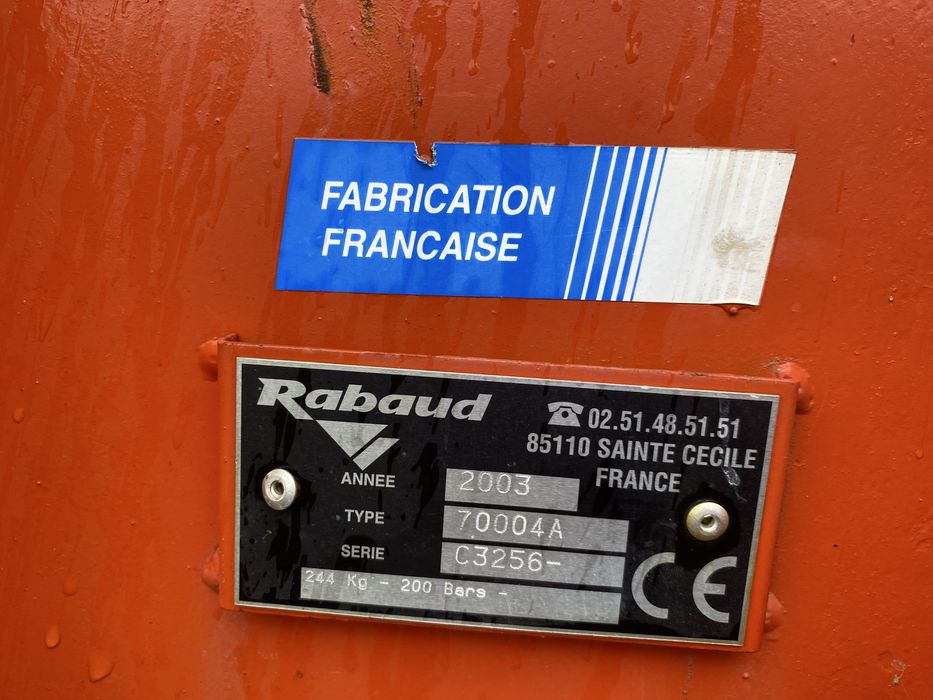 FABRICATION
FRANCAISE
Rabaud
☎ 02.51.48.51.51
85110 SAINTE CECILE
FRANCE
ANNEE 2003
TYPE 70004A
SERIE C3256-
244 Kg - 200 Bars -
CE